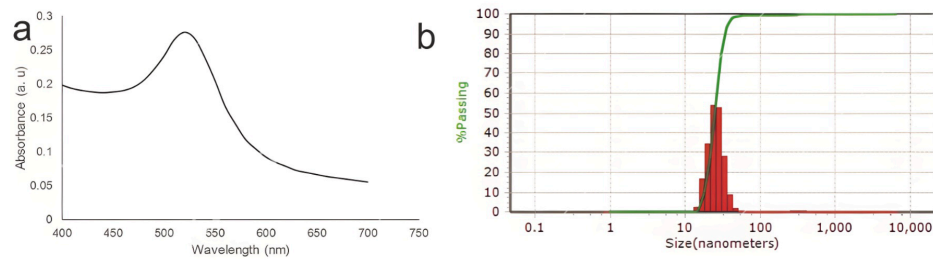 a
0.3
0.25
0.2
0.15
0.1
0.05
0
Absorbance (a. u)
400 450 500 550 600 650 700 750
Wavelength (nm)
b
100
90
80
70
60
50
40
30
20
10
0
%Passing
0.1 1 10 100 1,000 10,000
Size(nanometers)